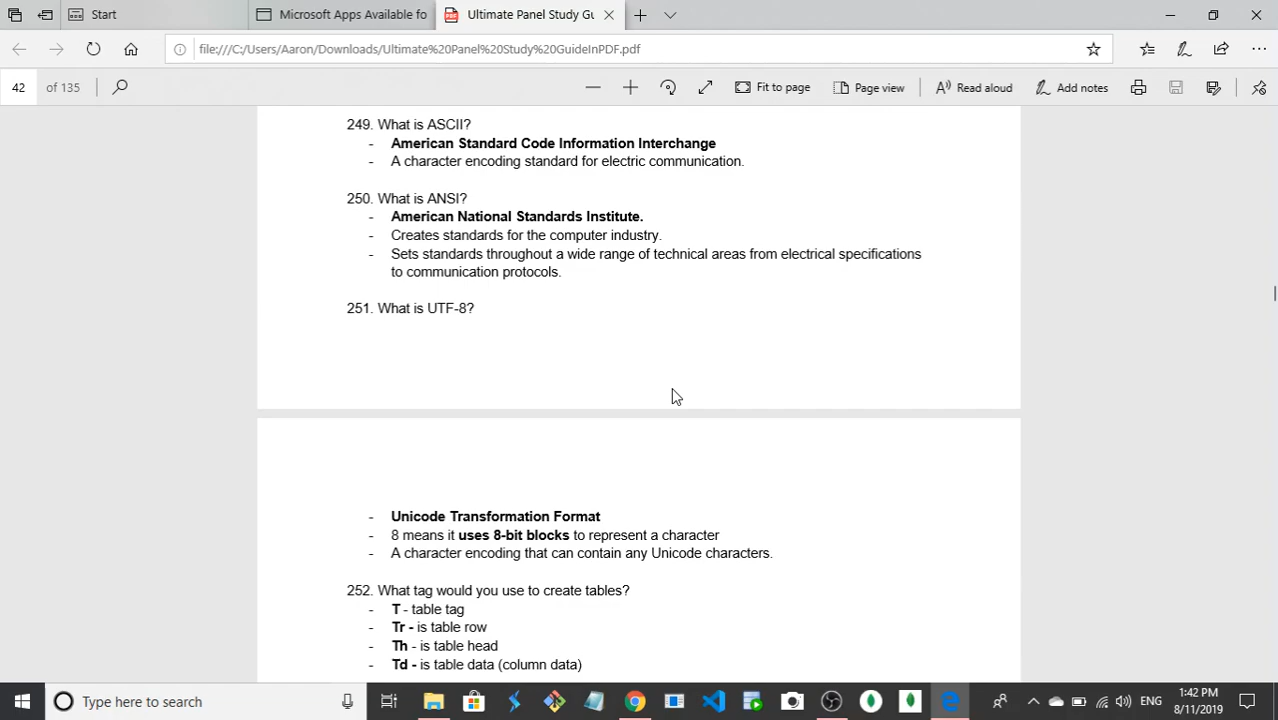 Start
Microsoft Apps Available fo
Ultimate Panel Study Gu
file:///C:/Users/Aaron/Downloads/Ultimate%20Panel%20Study%20GuideInPDF.pdf
42 of 135
Fit to page
Page view
Read aloud
Add notes
249. What is ASCII?
- American Standard Code Information Interchange
- A character encoding standard for electric communication.
250. What is ANSI?
- American National Standards Institute.
- Creates standards for the computer industry.
- Sets standards throughout a wide range of technical areas from electrical specifications
to communication protocols.
251. What is UTF-8?
- Unicode Transformation Format
- 8 means it uses 8-bit blocks to represent a character
- A character encoding that can contain any Unicode characters.
252. What tag would you use to create tables?
- T - table tag
- Tr - is table row
- Th - is table head
- Td - is table data (column data)
Type here to search
ENG
1:42 PM
8/11/2019